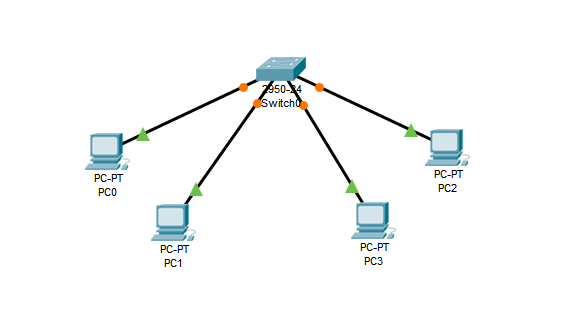 2950-24
Switch0
PC-PT
PC0
PC-PT
PC1
PC-PT
PC3
PC-PT
PC2